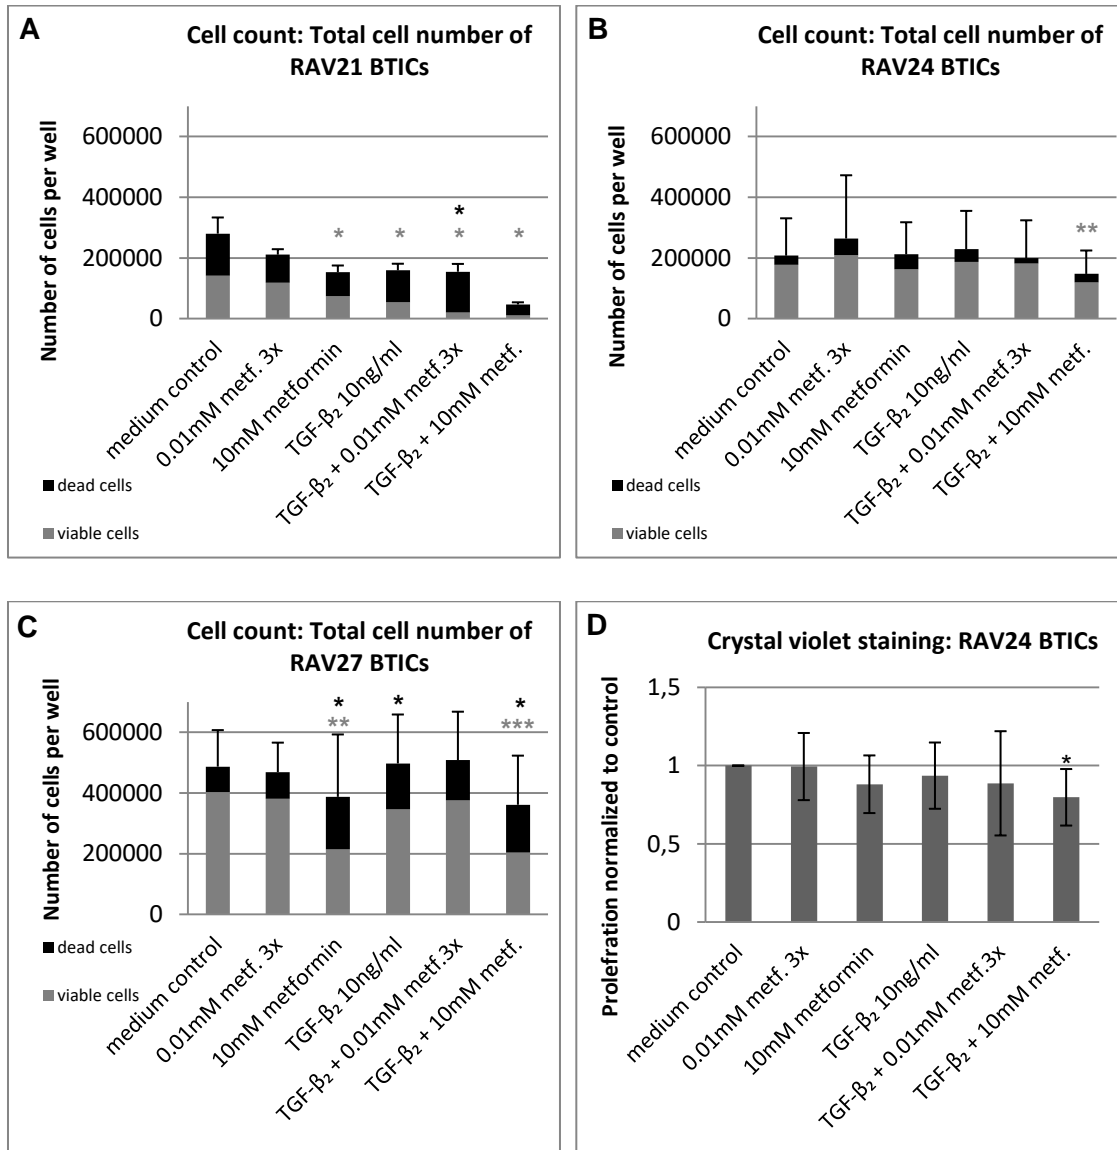 A
Cell count: Total cell number of
RAV21 BTICs
Number of cells per well
600000
400000
200000
0
*
*
*
*
*
medium control
0.01mM metf. 3x
10mM metformin
TGF-β₂ 10ng/ml
TGF-β₂ + 0.01mM metf.3x
TGF-β₂ + 10mM metf.
dead cells
viable cells
B
Cell count: Total cell number of
RAV24 BTICs
Number of cells per well
600000
400000
200000
0
**
medium control
0.01mM metf. 3x
10mM metformin
TGF-β₂ 10ng/ml
TGF-β₂ + 0.01mM metf.3x
TGF-β₂ + 10mM metf.
dead cells
viable cells
C
Cell count: Total cell number of
RAV27 BTICs
Number of cells per well
600000
400000
200000
0
*
**
*
*
***
medium control
0.01mM metf. 3x
10mM metformin
TGF-β₂ 10ng/ml
TGF-β₂ + 0.01mM metf.3x
TGF-β₂ + 10mM metf.
dead cells
viable cells
D
Crystal violet staining: RAV24 BTICs
Prolefration normalized to control
1,5
1
0,5
0
*
medium control
0.01mM metf. 3x
10mM metformin
TGF-β₂ 10ng/ml
TGF-β₂ + 0.01mM metf.3x
TGF-β₂ + 10mM metf.